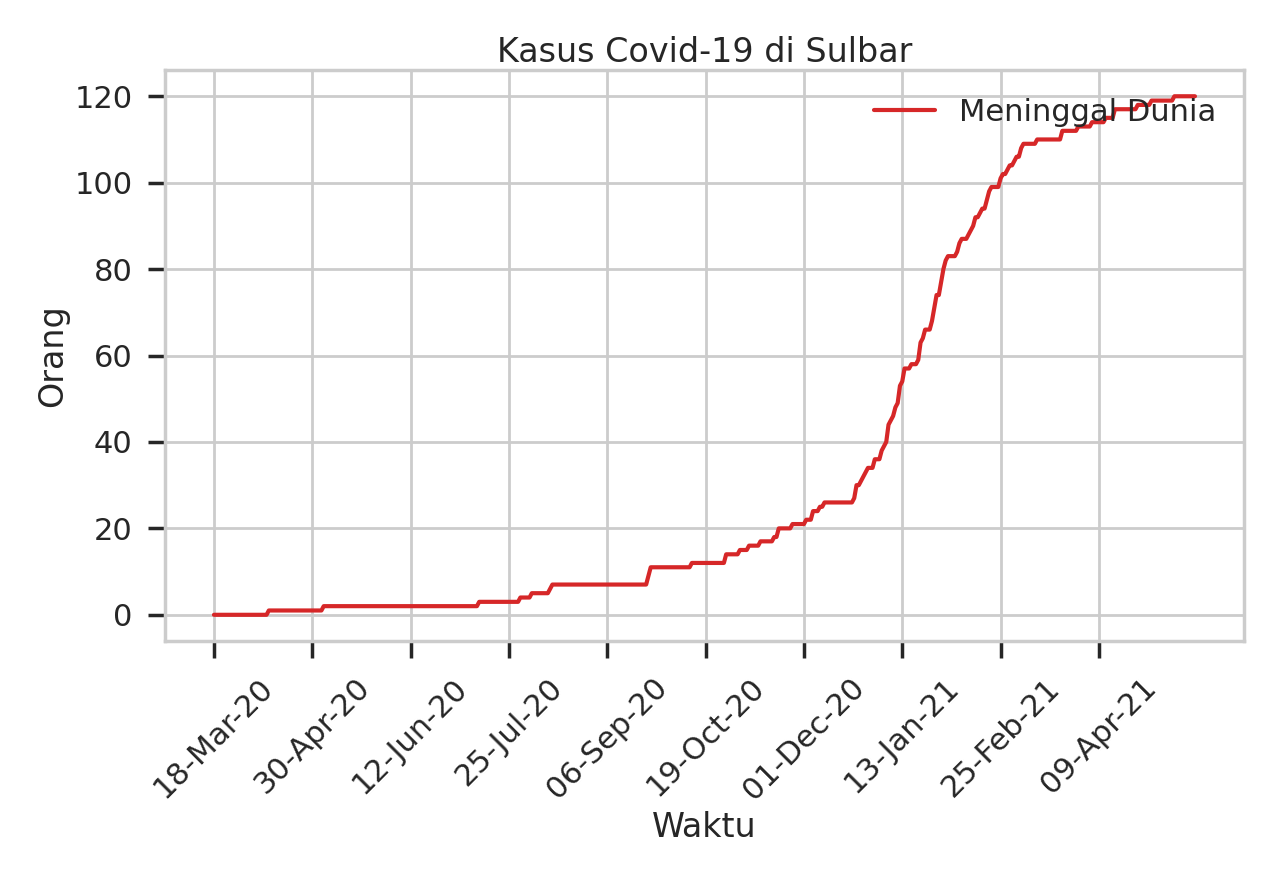 Kasus Covid-19 di Sulbar
Meninggal Dunia
120
100
80
60
40
20
0
Orang
18-Mar-20
30-Apr-20
12-Jun-20
25-Jul-20
06-Sep-20
19-Oct-20
01-Dec-20
13-Jan-21
25-Feb-21
09-Apr-21
Waktu